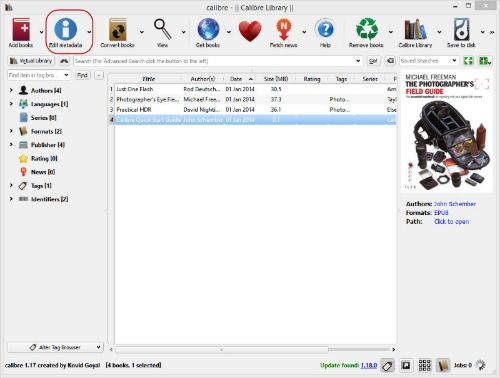 calibre - || Calibre Library ||
Add books
Edit metadata
Convert books
View
Get books
Fetch news
Help
Remove books
Calibre Library
Save to disk
Virtual Library
Search (For Advanced Search click the button to the left)
Go!
Saved Searches
Find item in tag bro...
Find
Authors [4]
Languages [1]
Series [0]
Formats [2]
Publisher [4]
Rating [0]
News [0]
Tags [1]
Identifiers [2]
Title Author(s) Date Size (MB) Rating Tags Series P
1 Just One Flash Rod Deutsch... 01 Jan 2014 30.5 Am
2 Photographer's Eye Fie... Michael Free... 01 Jan 2014 37.3 Photo... Tayl
3 Practical HDR David Nighti... 01 Jan 2014 36.1 Photo... Else
4 Calibre Quick Start Guide John Schember 01 Jan 2014 0.1 cal
MICHAEL FREEMAN
THE PHOTOGRAPHER'S
FIELD GUIDE
Authors: John Schember
Formats: EPUB
Path: Click to open
Alter Tag Browser
calibre 1.17 created by Kovid Goyal [4 books, 1 selected]
Update found: 1.18.0
Jobs: 0